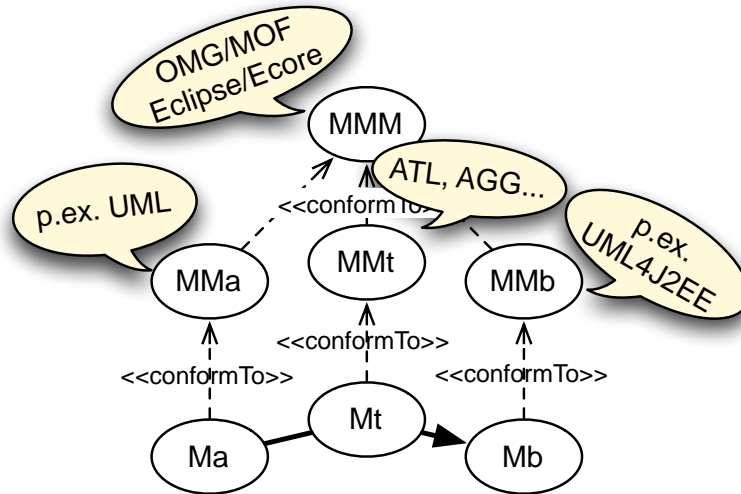 OMG/MOF
Eclipse/Ecore
MMM
ATL, AGG...
p.ex. UML
<<conformTo>
p.ex.
UML4J2EE
MMa
MMt
MMb
<<conformTo>>
<<conformTo>>
<<conformTo>>
Ma
Mt
Mb